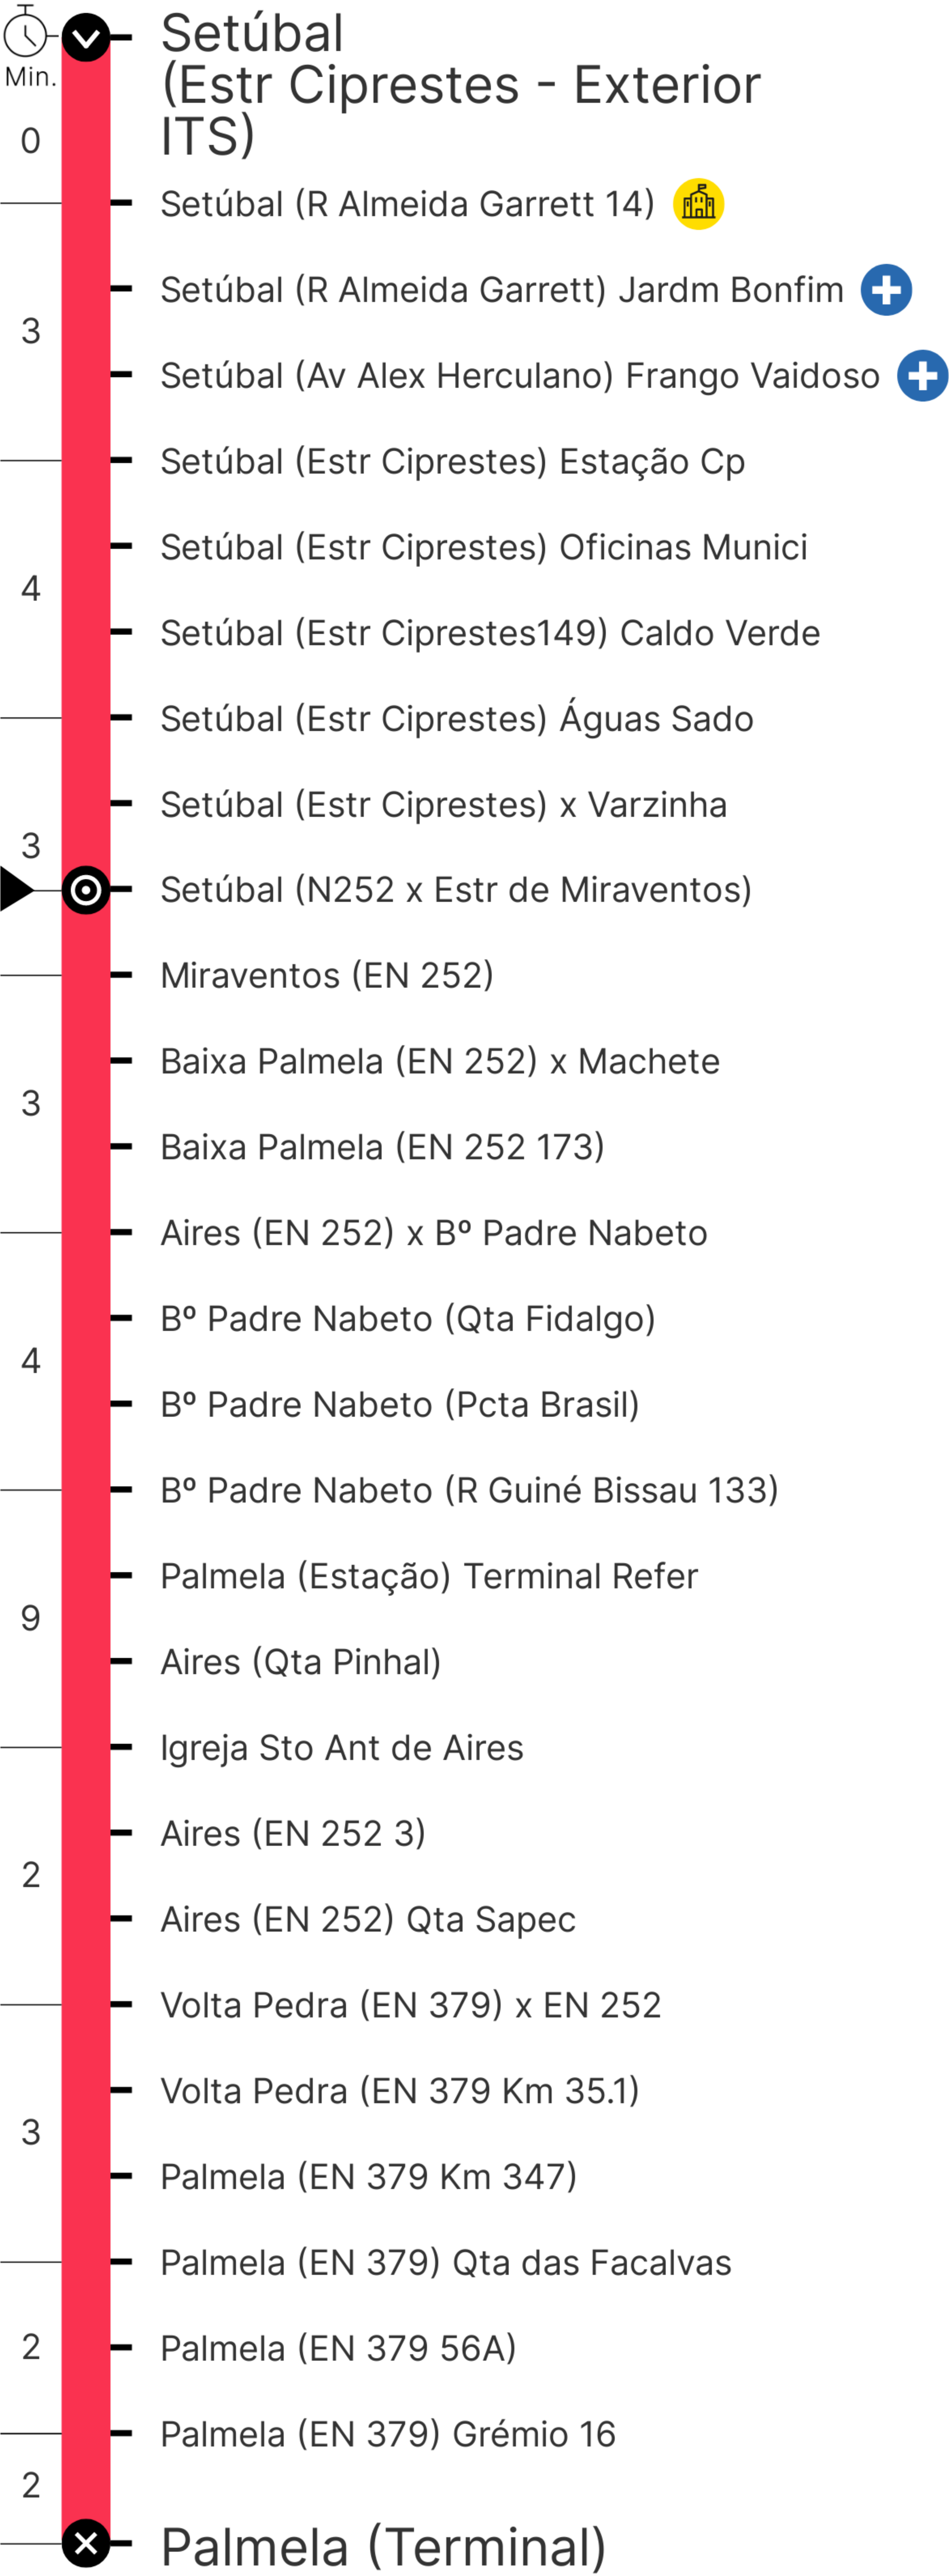 Min.
Setúbal
(Estr Ciprestes - Exterior
ITS)
0
Setúbal (R Almeida Garrett 14)
Setúbal (R Almeida Garrett) Jardm Bonfim
3
Setúbal (Av Alex Herculano) Frango Vaidoso
Setúbal (Estr Ciprestes) Estação Cp
Setúbal (Estr Ciprestes) Oficinas Munici
4
Setúbal (Estr Ciprestes149) Caldo Verde
Setúbal (Estr Ciprestes) Águas Sado
Setúbal (Estr Ciprestes) x Varzinha
3
Setúbal (N252 x Estr de Miraventos)
Miraventos (EN 252)
Baixa Palmela (EN 252) x Machete
3
Baixa Palmela (EN 252 173)
Aires (EN 252) x Bº Padre Nabeto
Bº Padre Nabeto (Qta Fidalgo)
4
Bº Padre Nabeto (Pcta Brasil)
Bº Padre Nabeto (R Guiné Bissau 133)
Palmela (Estação) Terminal Refer
9
Aires (Qta Pinhal)
Igreja Sto Ant de Aires
Aires (EN 252 3)
2
Aires (EN 252) Qta Sapec
Volta Pedra (EN 379) x EN 252
Volta Pedra (EN 379 Km 35.1)
3
Palmela (EN 379 Km 347)
Palmela (EN 379) Qta das Facalvas
2
Palmela (EN 379 56A)
Palmela (EN 379) Grémio 16
2
Palmela (Terminal)